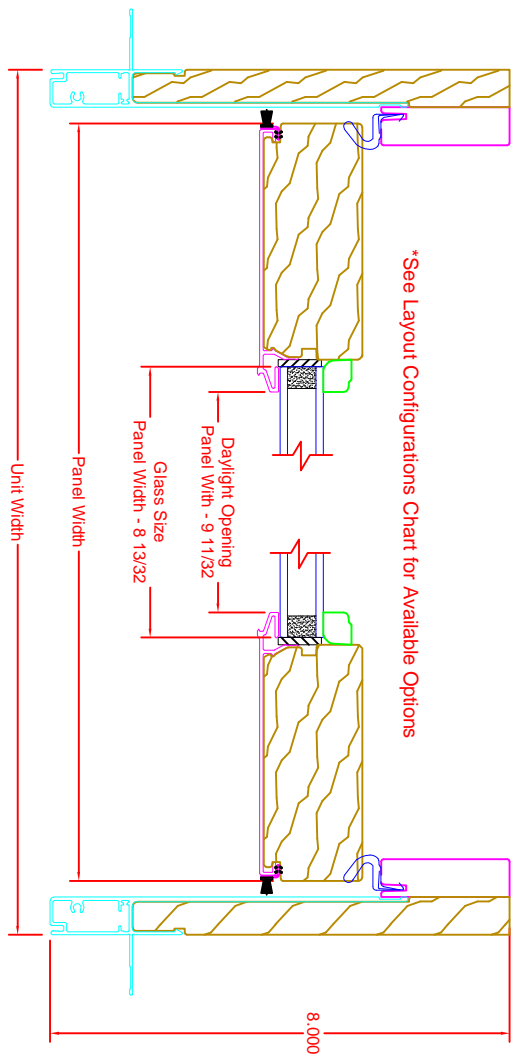 *See Layout Configurations Chart for Available Options
Daylight Opening
Panel With - 9 11/32
Glass Size
Panel Width - 8 13/32
Panel Width
Unit Width
8.000